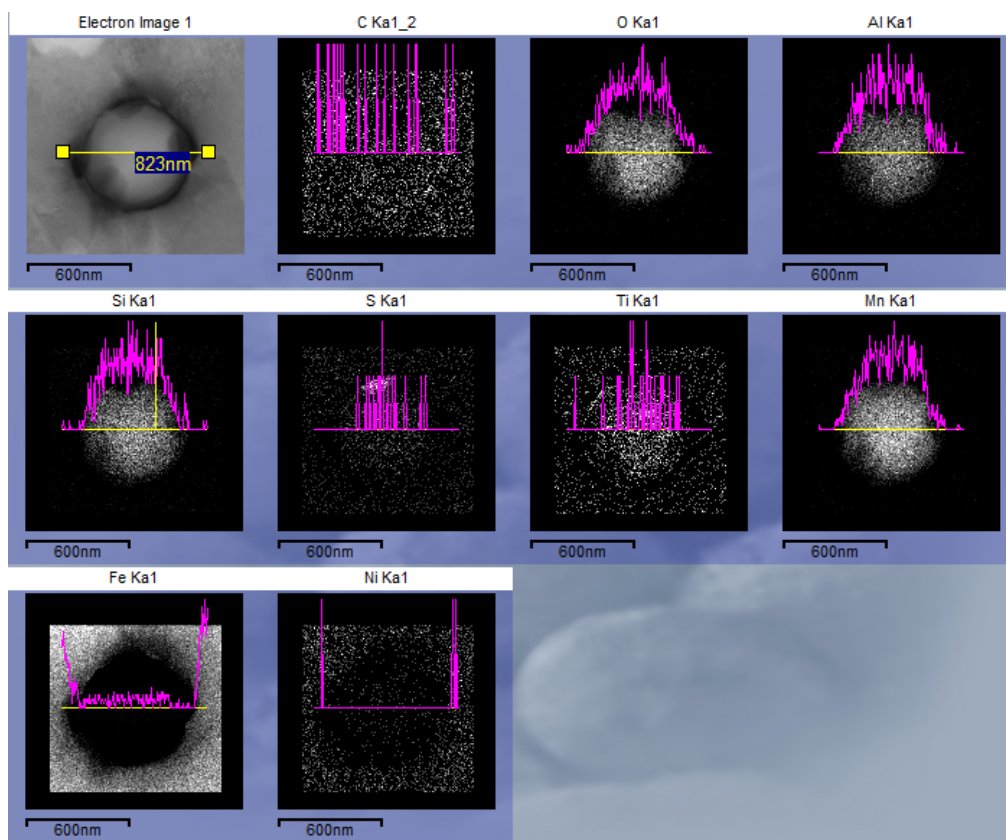 Electron Image 1
C Ka1_2
O Ka1
Al Ka1
823nm
600nm
600nm
600nm
600nm
Si Ka1
S Ka1
Ti Ka1
Mn Ka1
600nm
600nm
600nm
600nm
Fe Ka1
Ni Ka1
600nm
600nm